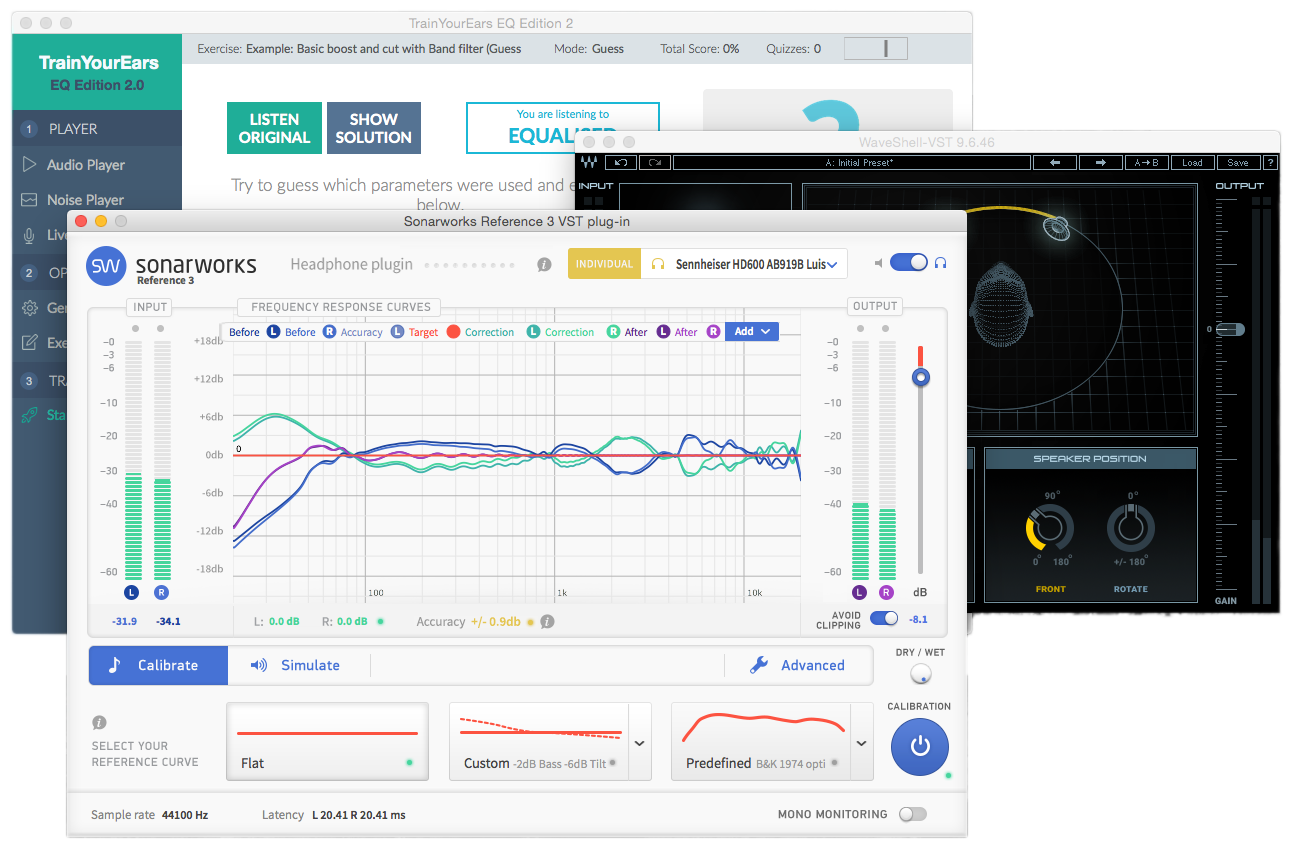 TrainYourEars EQ Edition 2
TrainYourEars
EQ Edition 2.0
Exercise: Example: Basic boost and cut with Band filter (Guess
Mode: Guess
Total Score: 0%
Quizzes: 0
1 PLAYER
Audio Player
Noise Player
LISTEN ORIGINAL
SHOW SOLUTION
You are listening to
Try to guess which parameters were used and
below.
2
3
WaveShell-VST 9.6.46
A: Initial Preset*
A→B
Load
Save
?
INPUT
OUTPUT
0
SPEAKER POSITION
90°
0°
0° 180°
+/- 180°
FRONT
ROTATE
GAIN
Sonarworks Reference 3 VST plug-in
SW sonarworks
Reference 3
Headphone plugin
i
INDIVIDUAL
Sennheiser HD600 AB919B Luis
INPUT
FREQUENCY RESPONSE CURVES
OUTPUT
Before L Before R Accuracy L Target Correction L Correction R After L After R Add
-0
-3
-6
-10
-20
-30
-40
-60
+18db
+12db
+6db
0db
-6db
-12db
-18db
0
100
1k
10k
-0
-3
-6
-10
-20
-30
-40
-60
L R
L R
dB
-31.9 -34.1
L: 0.0 dB
R: 0.0 dB
Accuracy +/- 0.9db
i
AVOID CLIPPING
-8.1
Calibrate
Simulate
Advanced
DRY / WET
CALIBRATION
i
SELECT YOUR
REFERENCE CURVE
Flat
Custom -2dB Bass -6dB Tilt
Predefined B&K 1974 opti
Sample rate 44100 Hz
Latency L 20.41 R 20.41 ms
MONO MONITORING